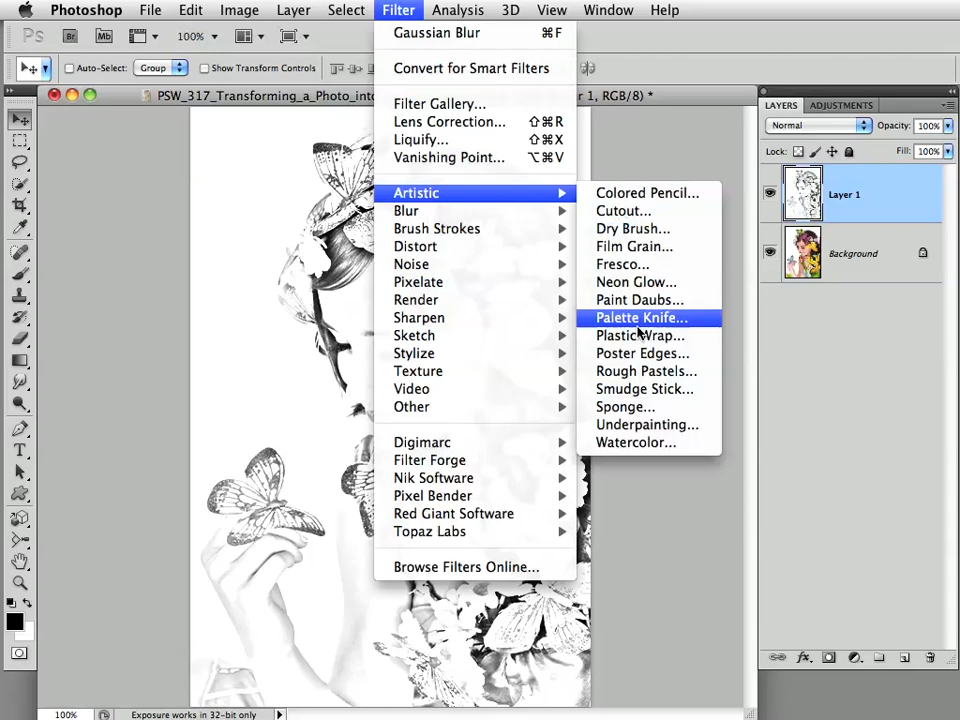 Photoshop File Edit Image Layer Select Filter Analysis 3D View Window Help
Ps Br Mb 100%
Auto-Select: Group Show Transform Controls
PSW_317_Transforming_a_Photo_into
r 1, RGB/8) *
Gaussian Blur ⌘F
Convert for Smart Filters
Filter Gallery...
Lens Correction... ⇧⌘R
Liquify... ⇧⌘X
Vanishing Point... ⌥⌘V
Artistic
Blur
Brush Strokes
Distort
Noise
Pixelate
Render
Sharpen
Sketch
Stylize
Texture
Video
Other
Digimarc
Filter Forge
Nik Software
Pixel Bender
Red Giant Software
Topaz Labs
Browse Filters Online...
Colored Pencil...
Cutout...
Dry Brush...
Film Grain...
Fresco...
Neon Glow...
Paint Daubs...
Palette Knife...
Plastic Wrap...
Poster Edges...
Rough Pastels...
Smudge Stick...
Sponge...
Underpainting...
Watercolor...
LAYERS ADJUSTMENTS
Normal Opacity: 100%
Lock: Fill: 100%
Layer 1
Background
100% Exposure works in 32-bit only